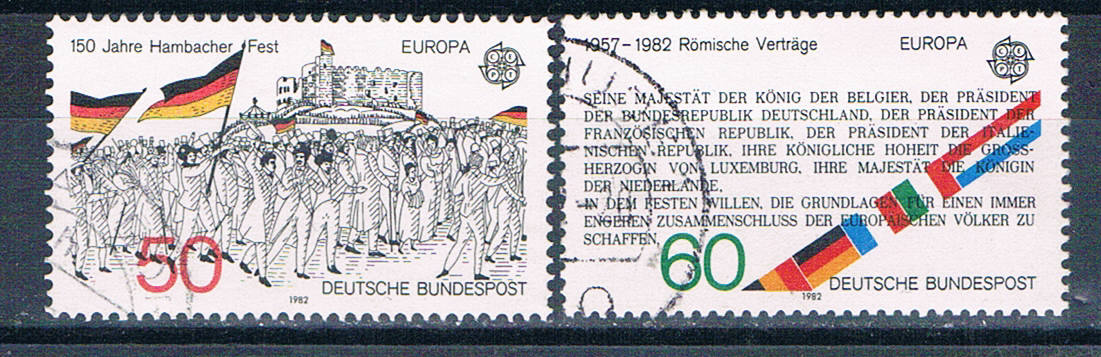 150 Jahre Hambacher Fest
EUROPA
CEPT
50
1982
DEUTSCHE BUNDESPOST
1957-1982 Römische Verträge
EUROPA
CEPT
SEINE MAJESTÄT DER KÖNIG DER BELGIER, DER PRÄSIDENT
DER BUNDESREPUBLIK DEUTSCHLAND, DER PRÄSIDENT DER
FRANZÖSISCHEN REPUBLIK, DER PRÄSIDENT DER ITALIE-
NISCHEN REPUBLIK, IHRE KÖNIGLICHE HOHEIT DIE GROSS-
HERZOGIN VON LUXEMBURG, IHRE MAJESTÄT DIE KÖNIGIN
DER NIEDERLANDE,
IN DEM FESTEN WILLEN, DIE GRUNDLAGEN FÜR EINEN IMMER
ENGEREN ZUSAMMENSCHLUSS DER EUROPÄISCHEN VÖLKER ZU
SCHAFFEN,
60
1982
DEUTSCHE BUNDESPOST